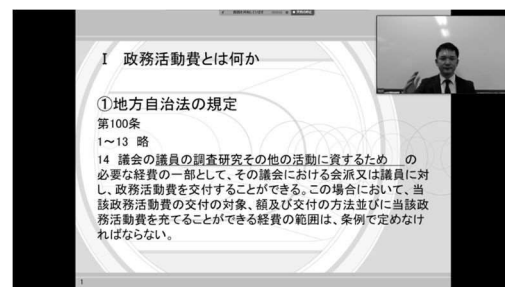 Ⅰ 政務活動費とは何か
①地方自治法の規定
第100条
1～13 略
14 議会の議員の調査研究その他の活動に資するため の
必要な経費の一部として、その議会における会派又は議員に対
し、政務活動費を交付することができる。この場合において、当
該政務活動費の交付の対象、額及び交付の方法並びに当該政
務活動費を充てることができる経費の範囲は、条例で定めなけ
ればならない。
1